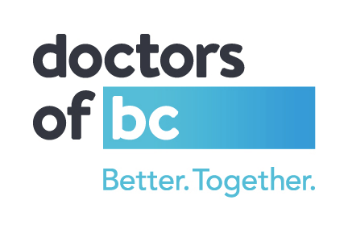 doctors
of bc
Better. Together.